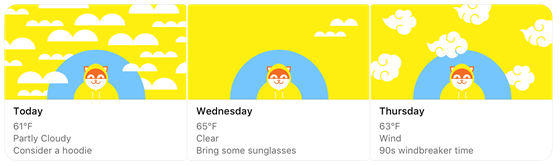 Today
61°F
Partly Cloudy
Consider a hoodie
Wednesday
65°F
Clear
Bring some sunglasses
Thursday
63°F
Wind
90s windbreaker time